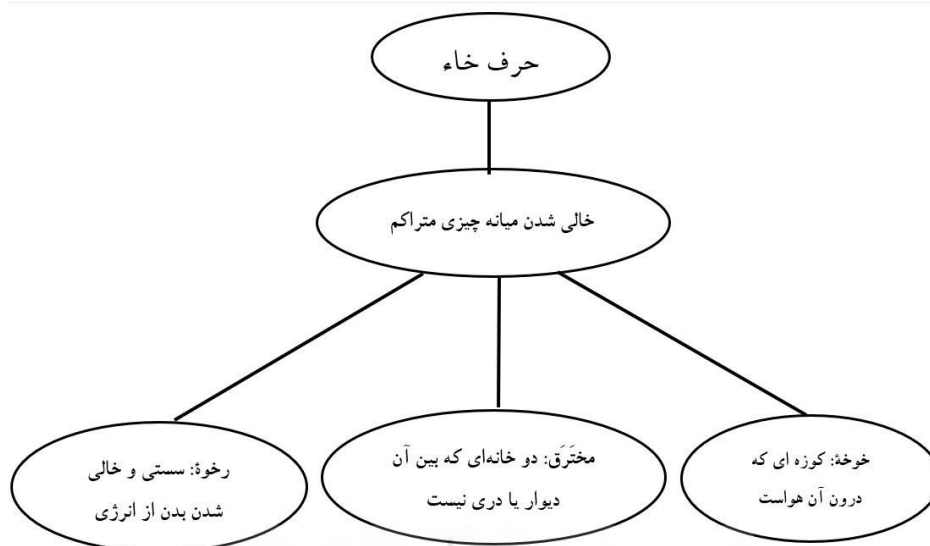 حرف خاء
خالی شدن میانه چیزی متراکم
خوخة: کوزه ای که
درون آن هواست
مختَرَق: دو خانه‌ای که بین آن
دیوار یا دری نیست
رخوة: سستی و خالی
شدن بدن از انرژی